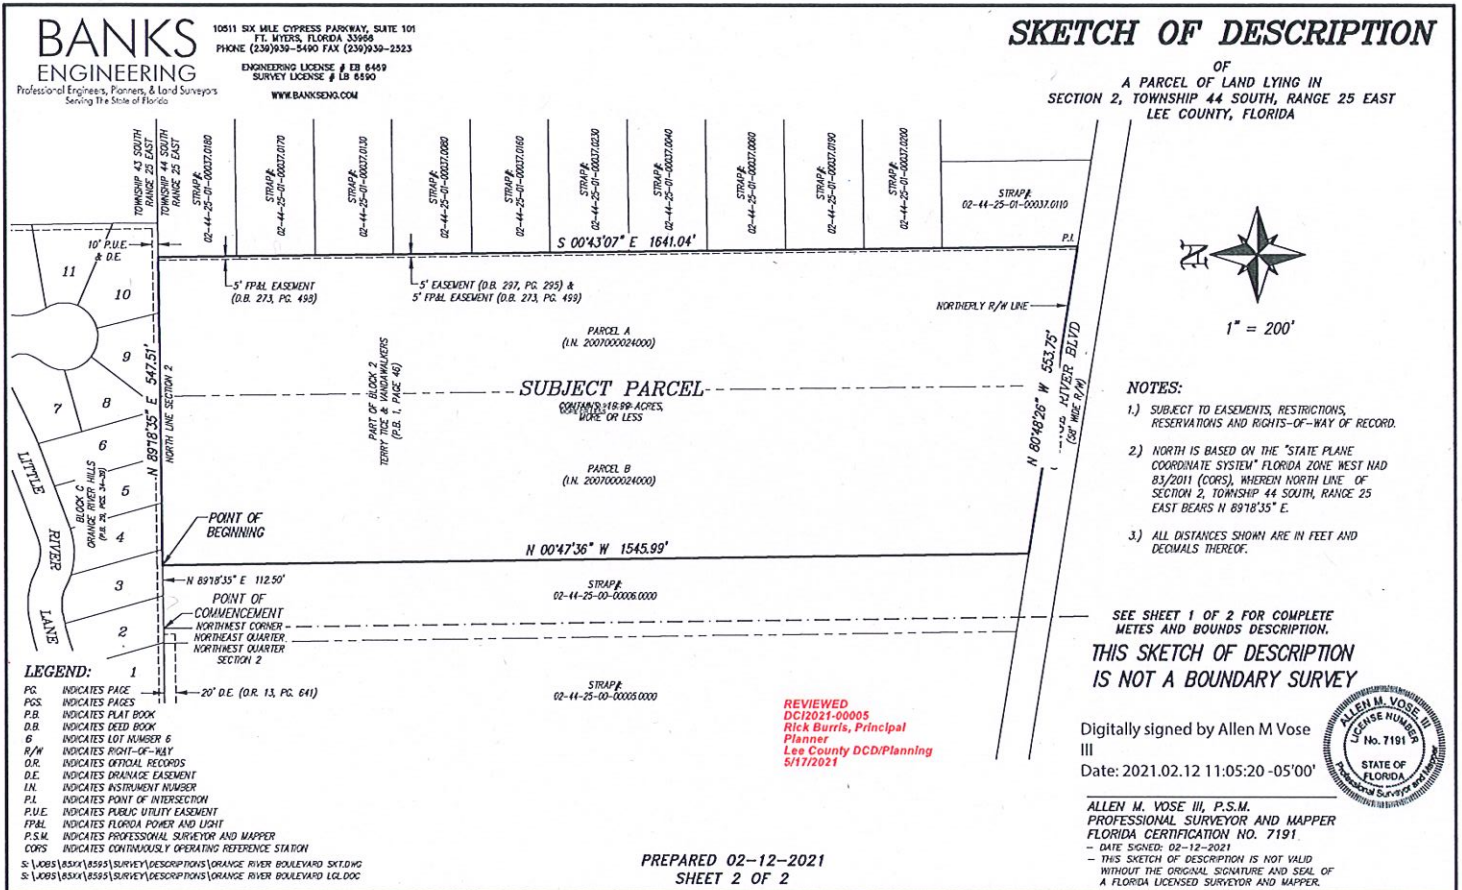 BANKS
ENGINEERING
Professional Engineers, Planners, & Land Surveyors
Serving The State of Florida
10511 SIX MILE CYPRESS PARKWAY, SUITE 101
FT. MYERS, FLORIDA 33966
PHONE (239)939-5490 FAX (239)939-2523
ENGINEERING LICENSE # EB 6469
SURVEY LICENSE # LB 6690
WWW.BANKSENG.COM
SKETCH OF DESCRIPTION
OF
A PARCEL OF LAND LYING IN
SECTION 2, TOWNSHIP 44 SOUTH, RANGE 25 EAST
LEE COUNTY, FLORIDA
TOWNSHIP 43 SOUTH
RANGE 25 EAST
TOWNSHIP 44 SOUTH
RANGE 25 EAST
STRAP#:
02-44-25-01-00037.0180
STRAP#:
02-44-25-01-00037.0170
STRAP#:
02-44-25-01-00037.0130
STRAP#:
02-44-25-01-00037.0080
STRAP#:
02-44-25-01-00037.0160
STRAP#:
02-44-25-01-00037.0230
STRAP#:
02-44-25-01-00037.0040
STRAP#:
02-44-25-01-00037.0060
STRAP#:
02-44-25-01-00037.0190
STRAP#:
02-44-25-01-00037.0200
STRAP#:
02-44-25-01-00037.0110
P.I.
10' P.U.E.
& D.E.
S 00°43'07" E 1641.04'
5' FP&L EASEMENT
(D.B. 273, PG. 498)
5' EASEMENT (D.B. 297, PG. 295) &
5' FP&L EASEMENT (D.B. 273, PG. 499)
NORTHERLY R/W LINE
11
10
9
8
7
6
5
4
3
2
1
PARCEL A
(I.N. 2007000024000)
SUBJECT PARCEL
MORE OR LESS
PARCEL B
(I.N. 2007000024000)
PART OF BLOCK 2
TERRY TICE & VANDAWALKERS
(P.B. 1, PAGE 46)
N 89°18'35" E 547.51'
NORTH LINE SECTION 2
N 80°48'26" W 553.75'
RIVER BLVD
(58' WIDE R/W)
LITTLE
RIVER
LANE
BLOCK C
ORANGE RIVER HILLS
POINT OF
BEGINNING
N 00°47'36" W 1545.99'
N 89°18'35" E 112.50'
STRAP#:
02-44-25-00-00006.0000
POINT OF
COMMENCEMENT
NORTHWEST CORNER
NORTHEAST QUARTER
NORTHWEST QUARTER
SECTION 2
20' D.E. (O.R. 13, PG. 641)
STRAP#:
02-44-25-00-00005.0000
N
1" = 200'
NOTES:
1.) SUBJECT TO EASEMENTS, RESTRICTIONS,
RESERVATIONS AND RIGHTS-OF-WAY OF RECORD.
2.) NORTH IS BASED ON THE "STATE PLANE
COORDINATE SYSTEM" FLORIDA ZONE WEST NAD
83/2011 (CORS), WHEREIN NORTH LINE OF
SECTION 2, TOWNSHIP 44 SOUTH, RANGE 25
EAST BEARS N 89°18'35" E.
3.) ALL DISTANCES SHOWN ARE IN FEET AND
DECIMALS THEREOF.
SEE SHEET 1 OF 2 FOR COMPLETE
METES AND BOUNDS DESCRIPTION.
THIS SKETCH OF DESCRIPTION
IS NOT A BOUNDARY SURVEY
LEGEND:
PG. INDICATES PAGE
PGS. INDICATES PAGES
P.B. INDICATES PLAT BOOK
D.B. INDICATES DEED BOOK
6 INDICATES LOT NUMBER 6
R/W INDICATES RIGHT-OF-WAY
O.R. INDICATES OFFICIAL RECORDS
D.E. INDICATES DRAINAGE EASEMENT
I.N. INDICATES INSTRUMENT NUMBER
P.I. INDICATES POINT OF INTERSECTION
P.U.E. INDICATES PUBLIC UTILITY EASEMENT
FP&L INDICATES FLORIDA POWER AND LIGHT
P.S.M. INDICATES PROFESSIONAL SURVEYOR AND MAPPER
CORS INDICATES CONTINUOUSLY OPERATING REFERENCE STATION
S:\JOBS\85XX\8595\SURVEY\DESCRIPTIONS\ORANGE RIVER BOULEVARD SKT.DWG
S:\JOBS\85XX\8595\SURVEY\DESCRIPTIONS\ORANGE RIVER BOULEVARD LGL.DOC
REVIEWED
DCI2021-00005
Rick Burris, Principal
Planner
Lee County DCD/Planning
5/17/2021
PREPARED 02-12-2021
SHEET 2 OF 2
Digitally signed by Allen M Vose
III
Date: 2021.02.12 11:05:20 -05'00'
ALLEN M. VOSE, III
LICENSE NUMBER
No. 7191
STATE OF
FLORIDA
Professional Surveyor and Mapper
ALLEN M. VOSE III, P.S.M.
PROFESSIONAL SURVEYOR AND MAPPER
FLORIDA CERTIFICATION NO. 7191
- DATE SIGNED: 02-12-2021
- THIS SKETCH OF DESCRIPTION IS NOT VALID
WITHOUT THE ORIGINAL SIGNATURE AND SEAL OF
A FLORIDA LICENSED SURVEYOR AND MAPPER.